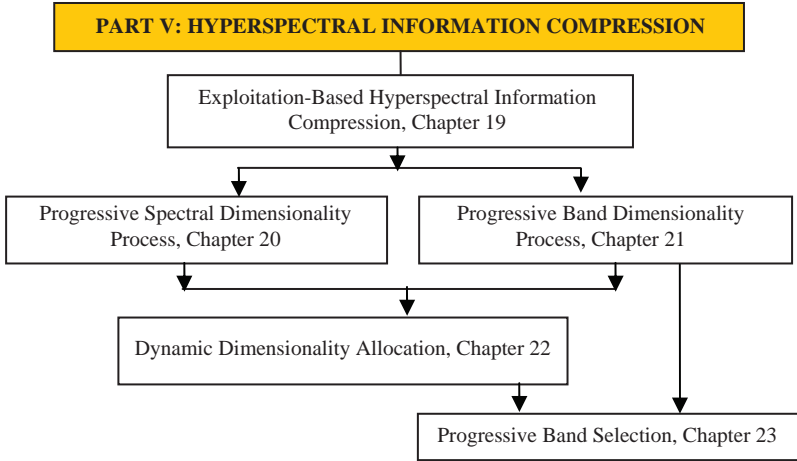 PART V: HYPERSPECTRAL INFORMATION COMPRESSION
Exploitation-Based Hyperspectral Information
Compression, Chapter 19
Progressive Spectral Dimensionality
Process, Chapter 20
Progressive Band Dimensionality
Process, Chapter 21
Dynamic Dimensionality Allocation, Chapter 22
Progressive Band Selection, Chapter 23